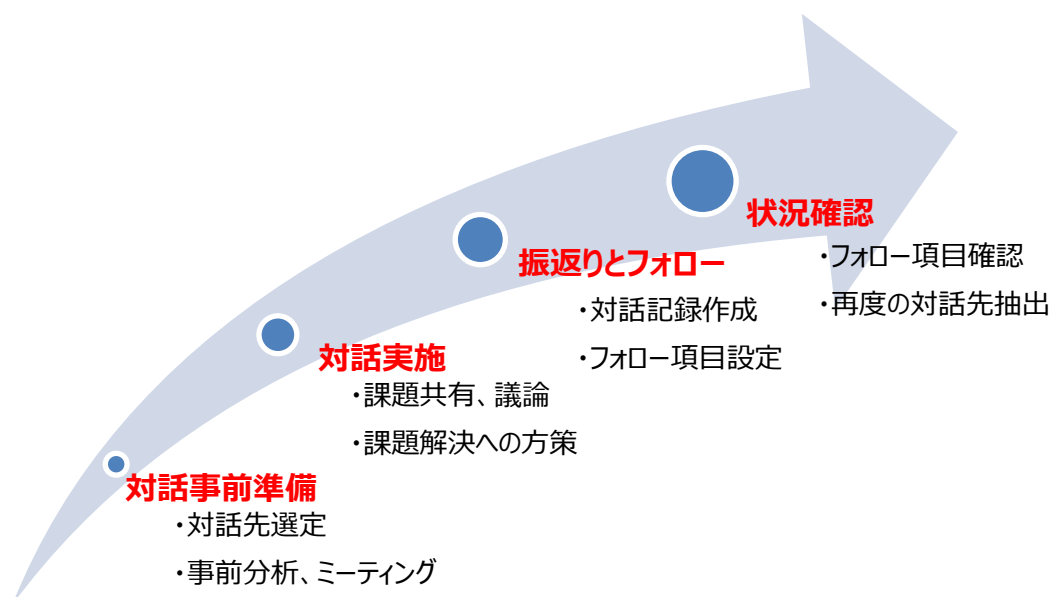 状況確認
・フォロー項目確認
・再度の対話先抽出
振返りとフォロー
・対話記録作成
・フォロー項目設定
対話実施
・課題共有、議論
・課題解決への方策
対話事前準備
・対話先選定
・事前分析、ミーティング